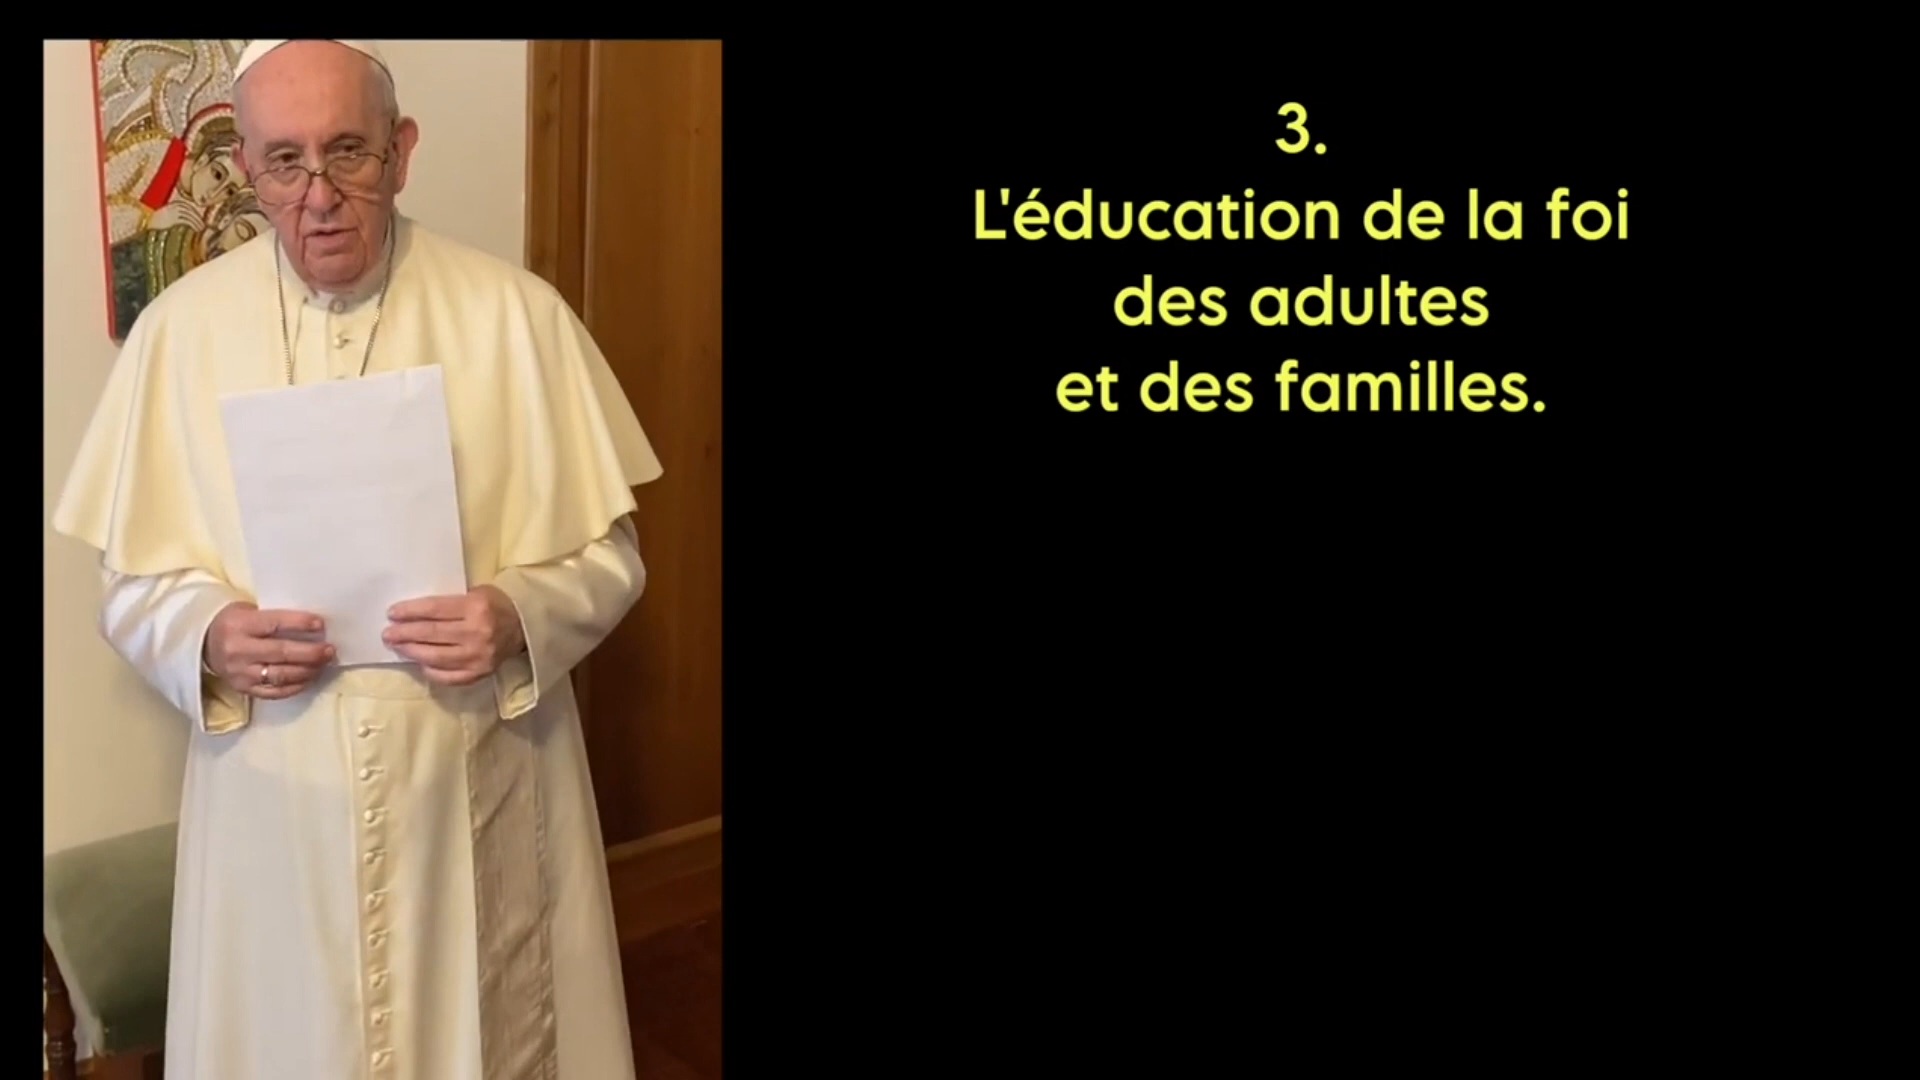 3.
L'éducation de la foi
des adultes
et des familles.